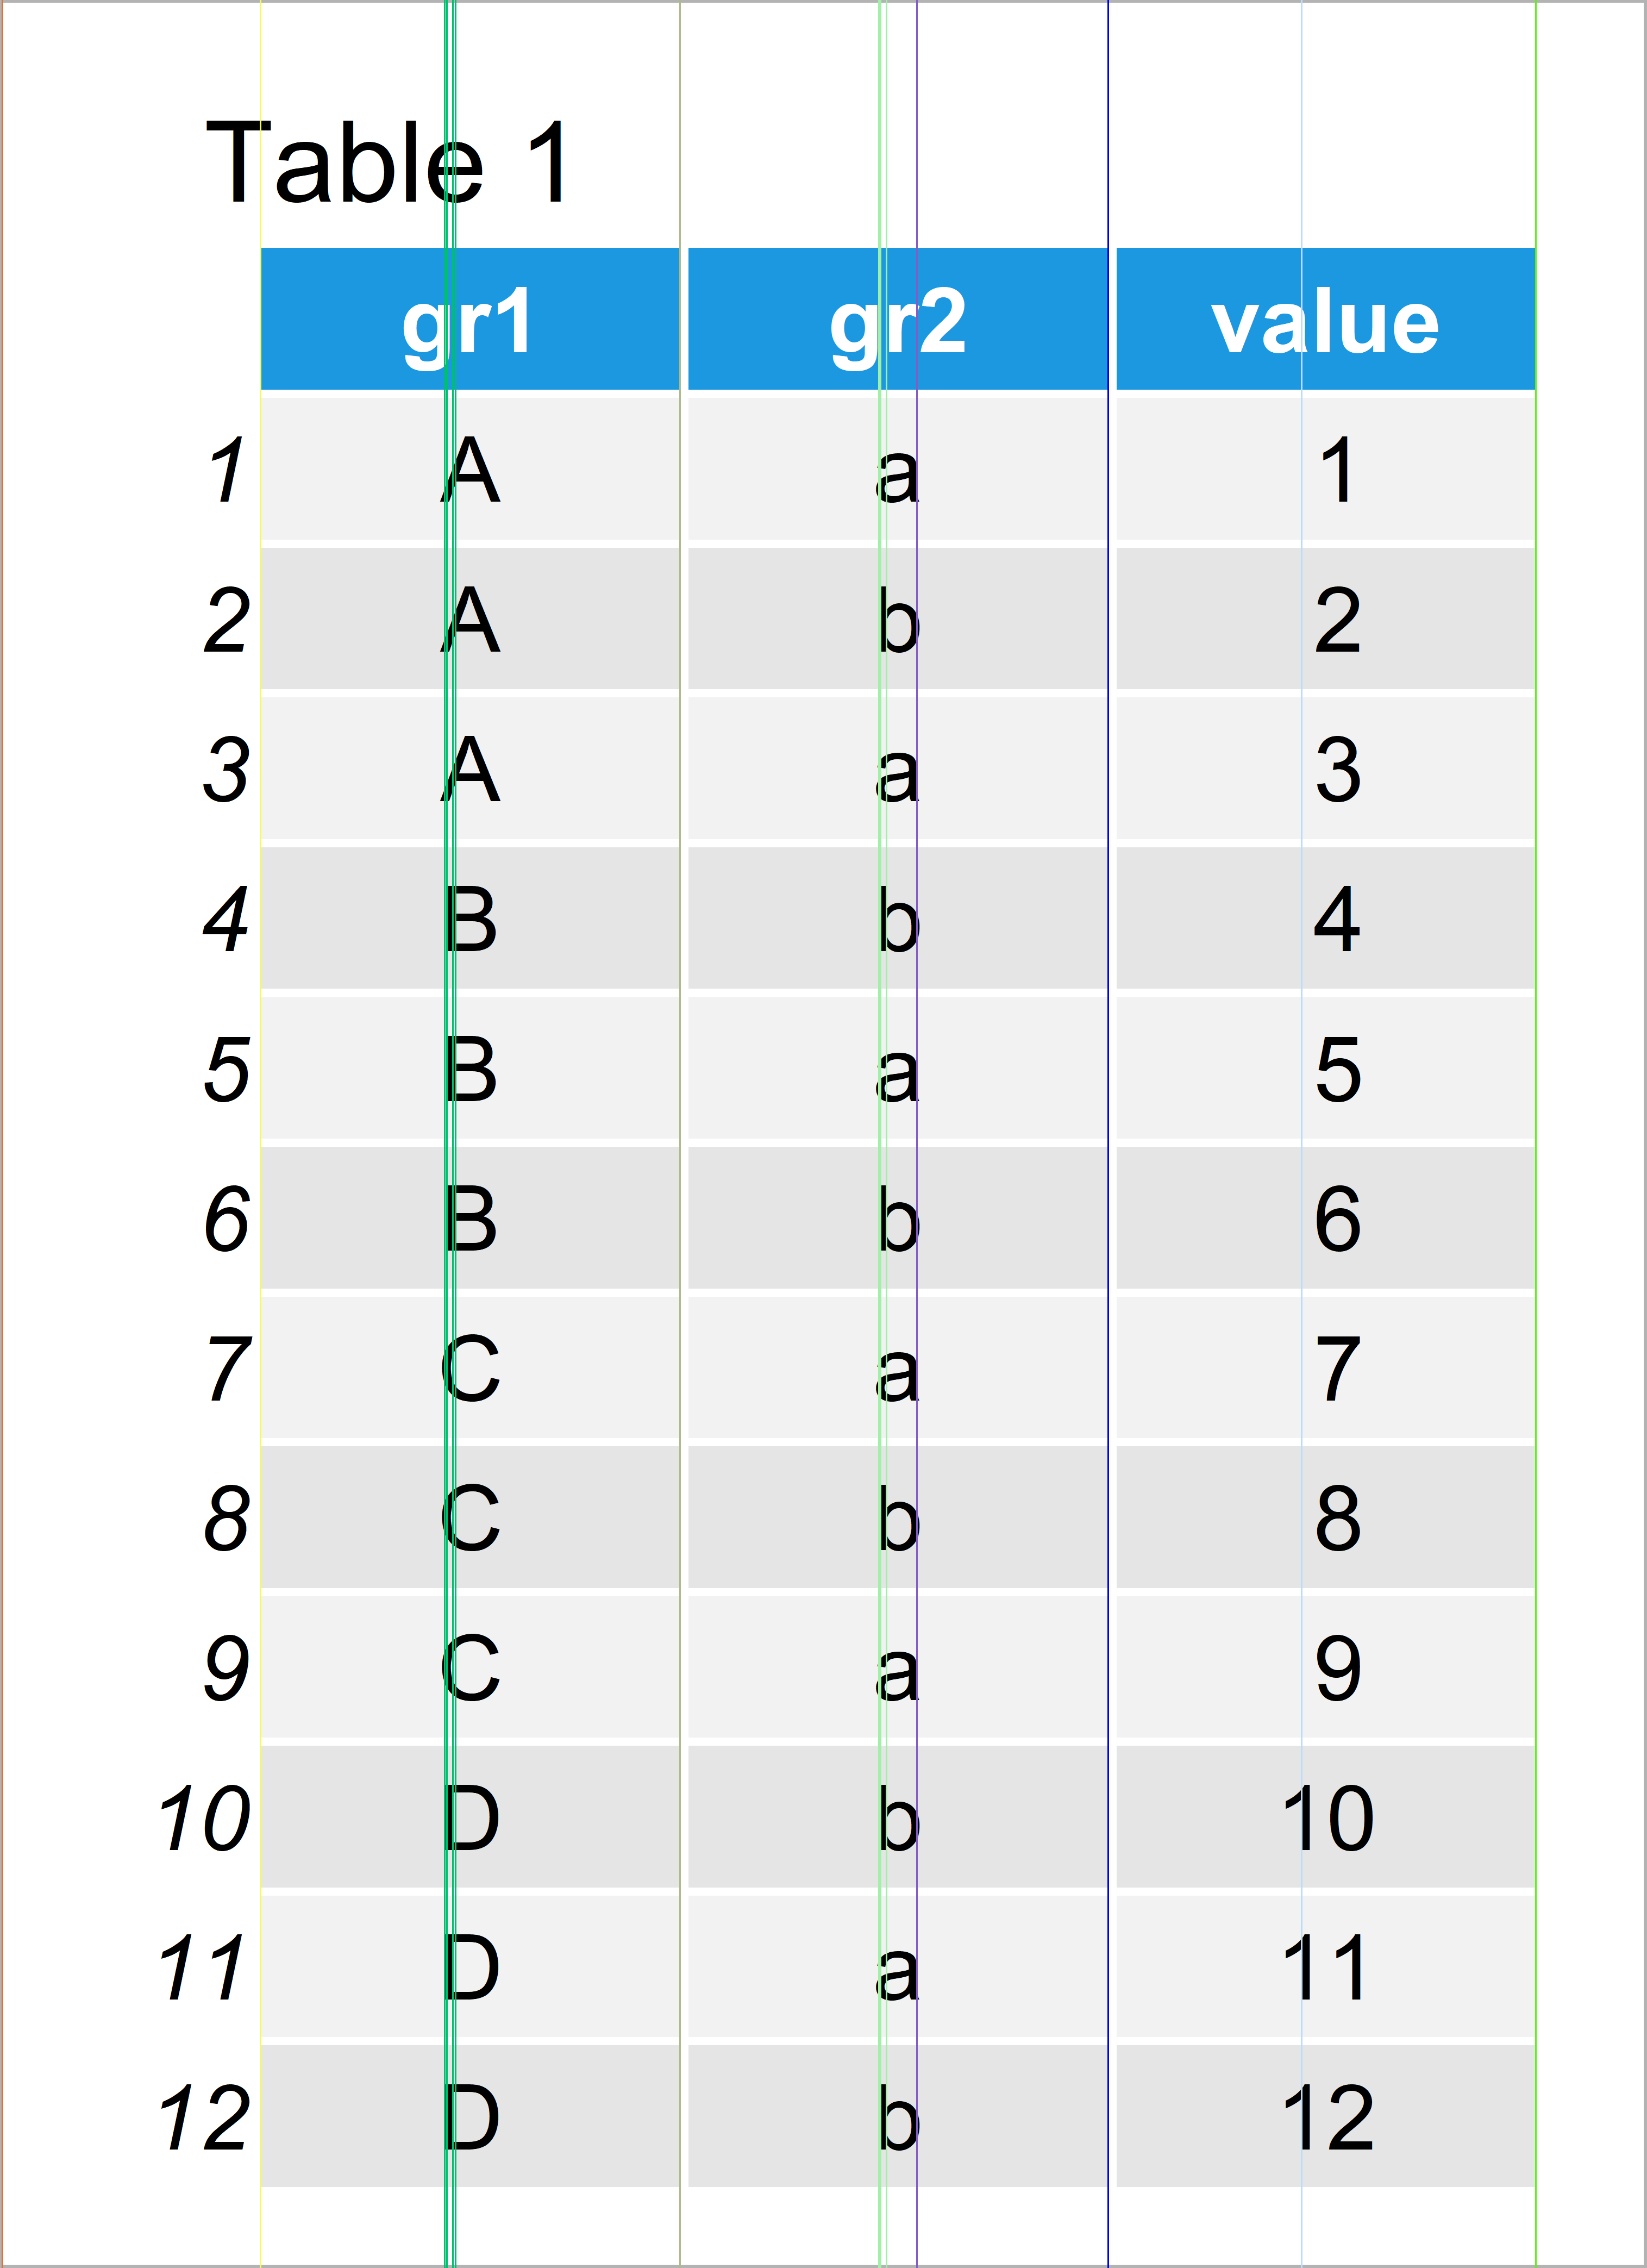 Table 1
gr1 gr2 value
1 A a 1
2 A b 2
3 A a 3
4 B b 4
5 B a 5
6 B b 6
7 C a 7
8 C b 8
9 C a 9
10 D b 10
11 D a 11
12 D b 12